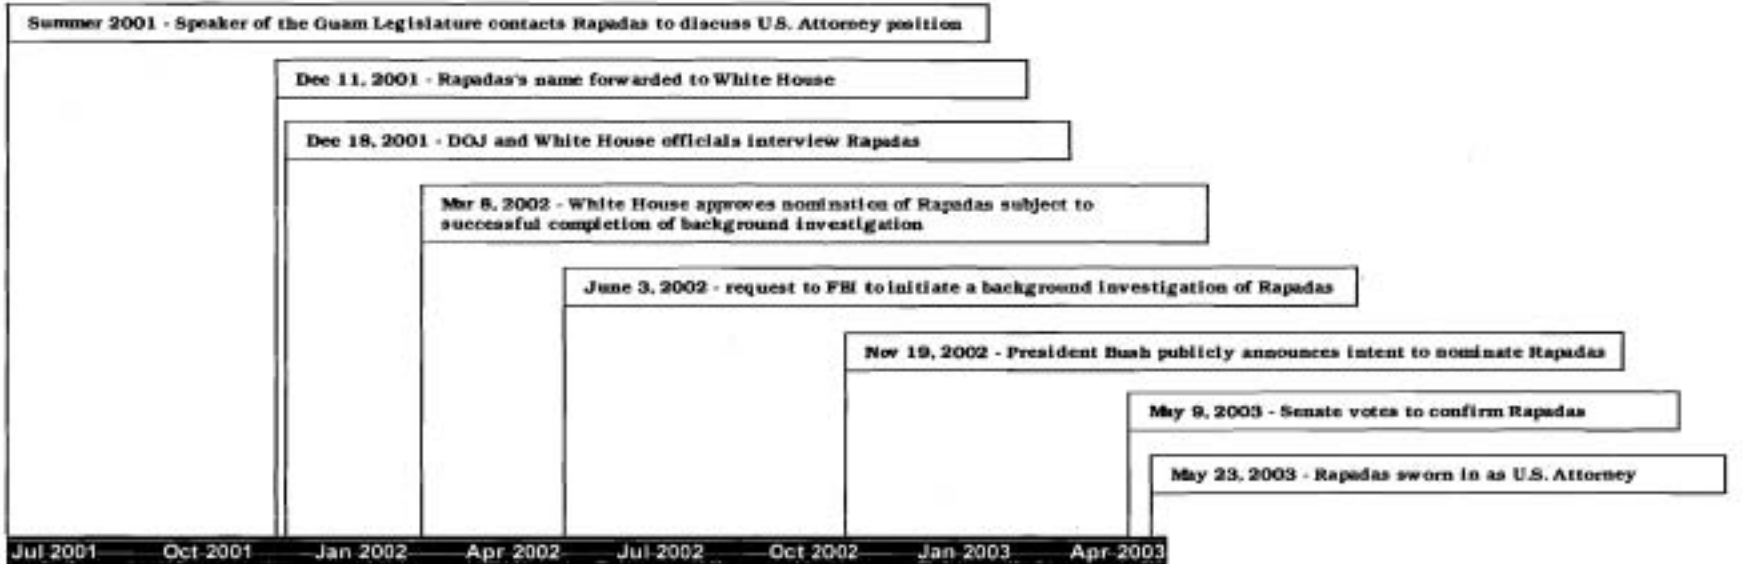 Summer 2001 - Speaker of the Guam Legislature contacts Rapadas to discuss U.S. Attorney position
Dec 11, 2001 - Rapadas's name forwarded to White House
Dec 18, 2001 - DOJ and White House officials interview Rapadas
Mar 8, 2002 - White House approves nomination of Rapadas subject to
successful completion of background investigation
June 3, 2002 - request to FBI to initiate a background investigation of Rapadas
Nov 19, 2002 - President Bush publicly announces intent to nominate Rapadas
May 9, 2003 - Senate votes to confirm Rapadas
May 23, 2003 - Rapadas sworn in as U.S. Attorney
Jul 2001 Oct 2001 Jan 2002 Apr 2002 Jul 2002 Oct 2002 Jan 2003 Apr 2003